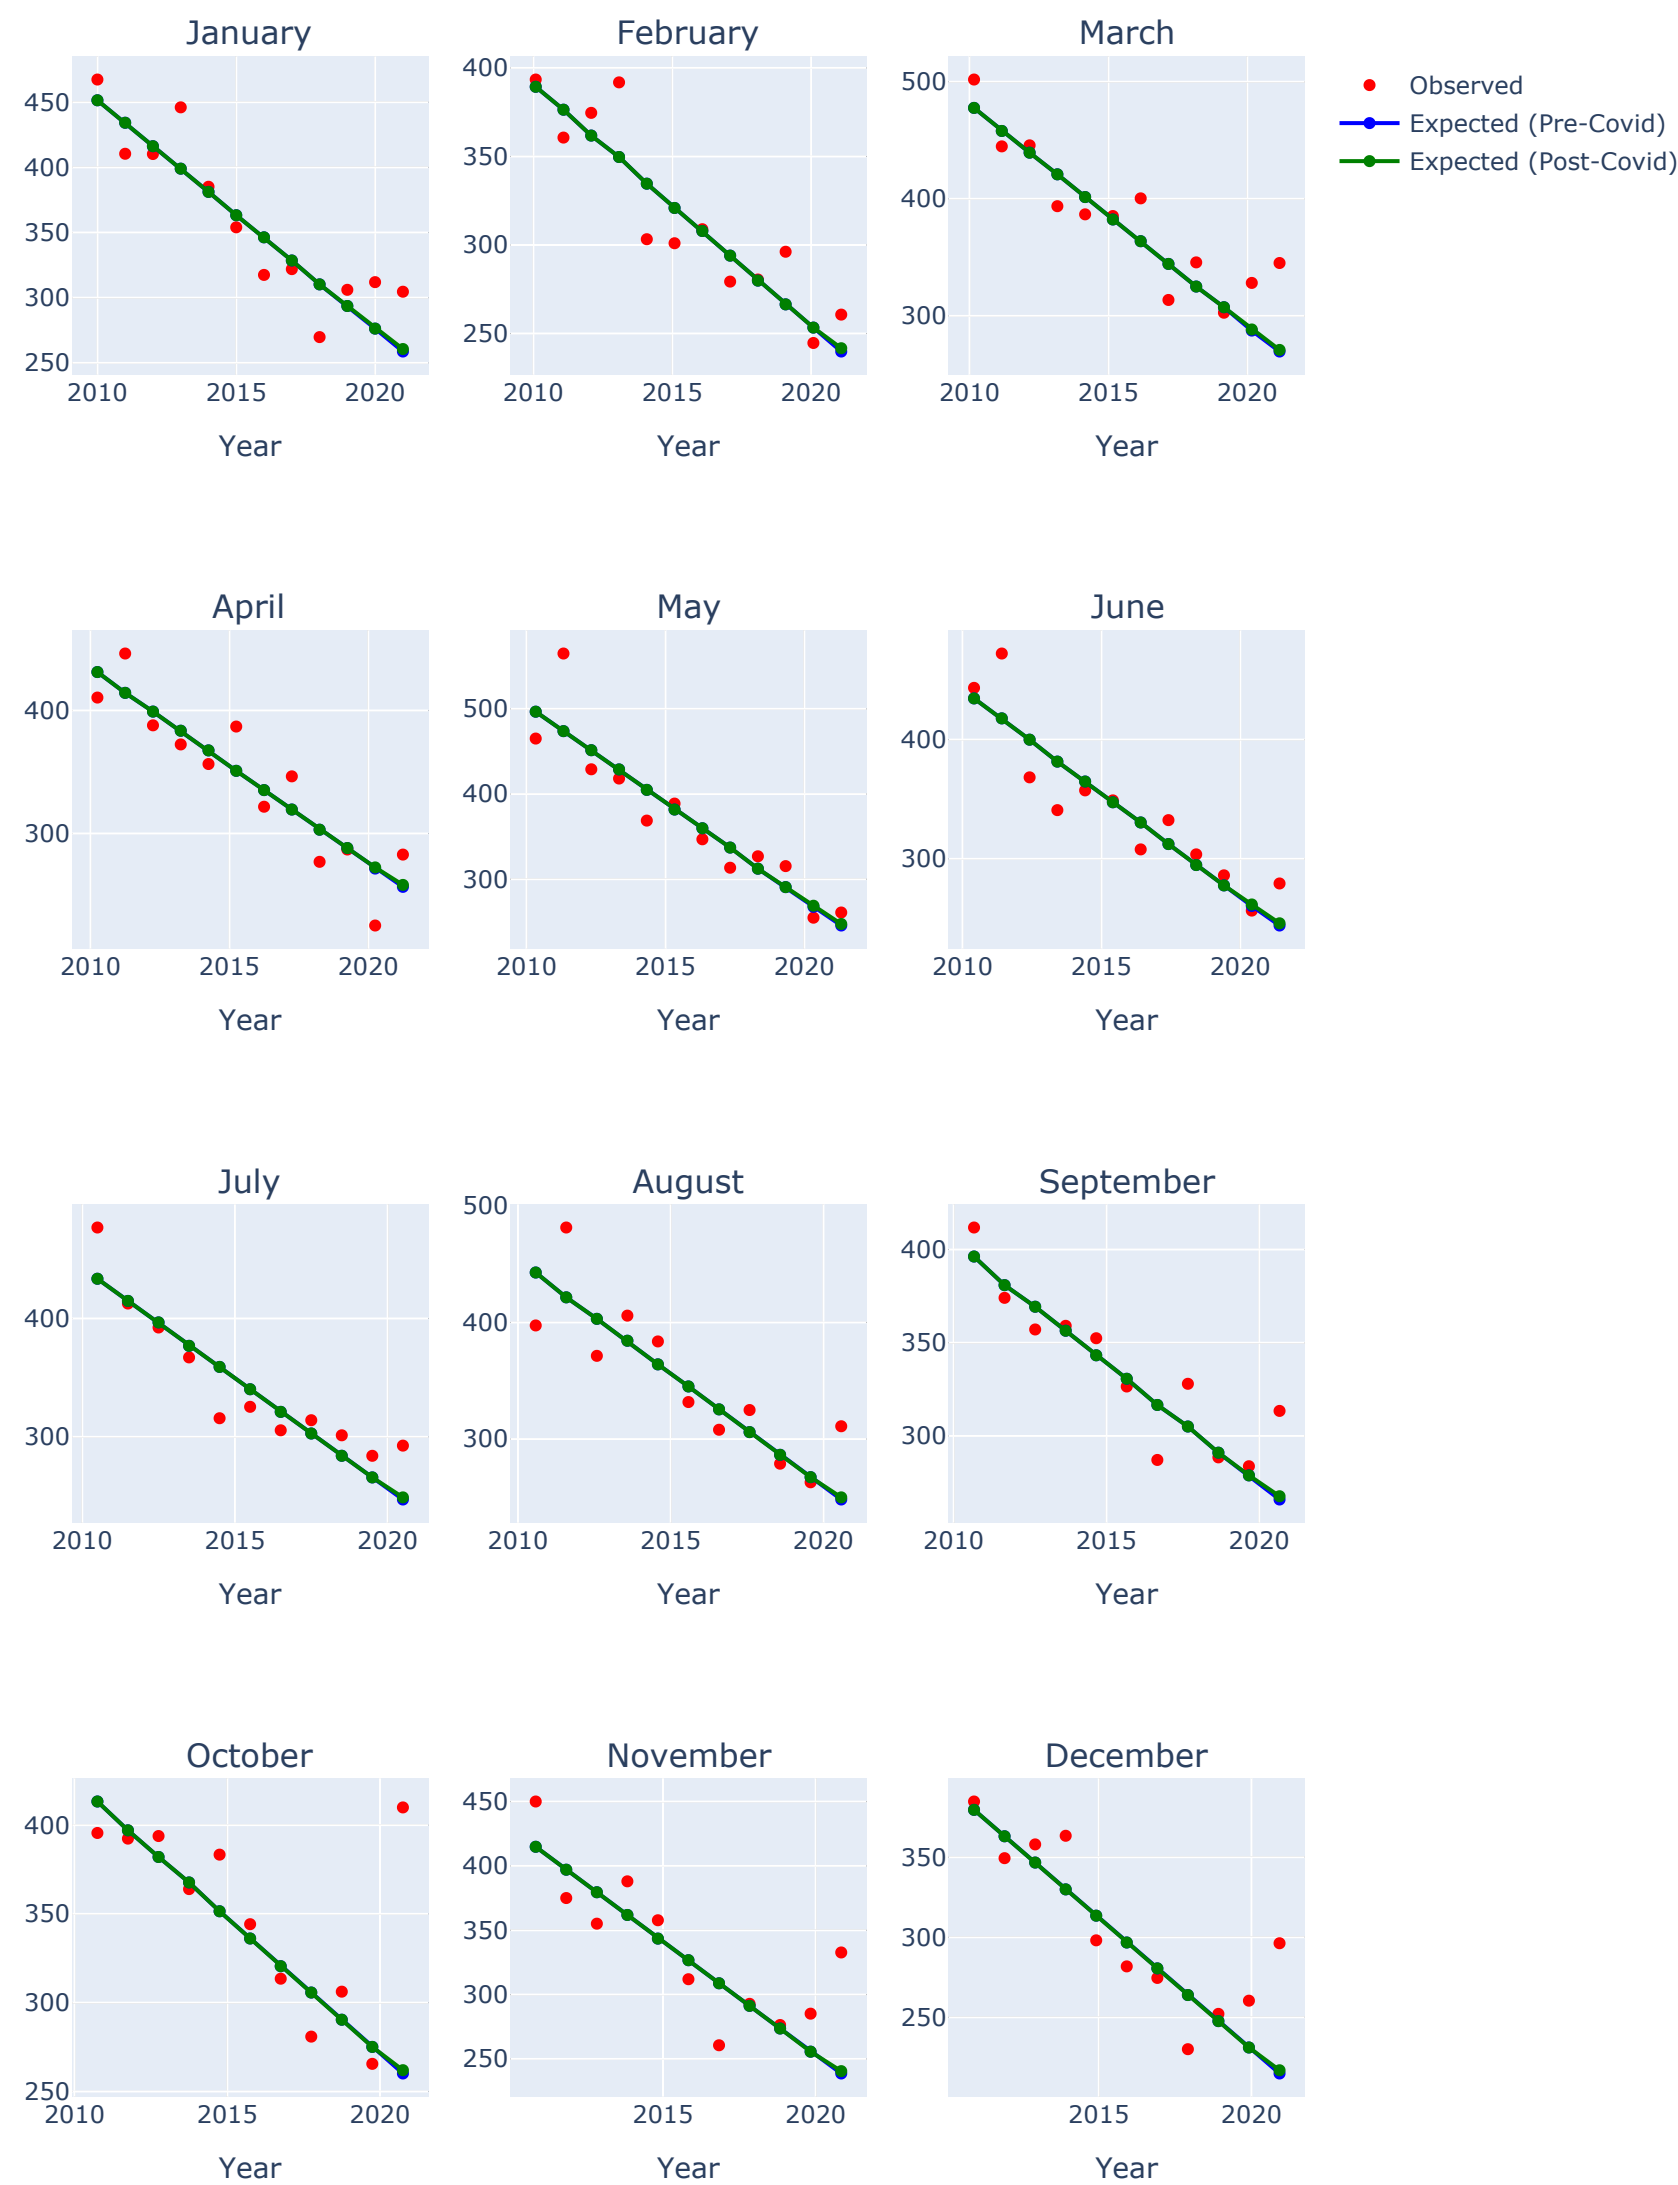 January
February
March
450
400
350
300
250
2010
2015
2020
Year
400
350
300
250
2010
2015
2020
Year
500
400
300
2010
2015
2020
Year
Observed
Expected (Pre-Covid)
Expected (Post-Covid)
April
May
June
400
300
2010
2015
2020
Year
500
400
300
2010
2015
2020
Year
400
300
2010
2015
2020
Year
July
August
September
400
300
2010
2015
2020
Year
500
400
300
2010
2015
2020
Year
400
350
300
2010
2015
2020
Year
October
November
December
400
350
300
250
2010
2015
2020
Year
450
400
350
300
250
2015
2020
Year
350
300
250
2015
2020
Year